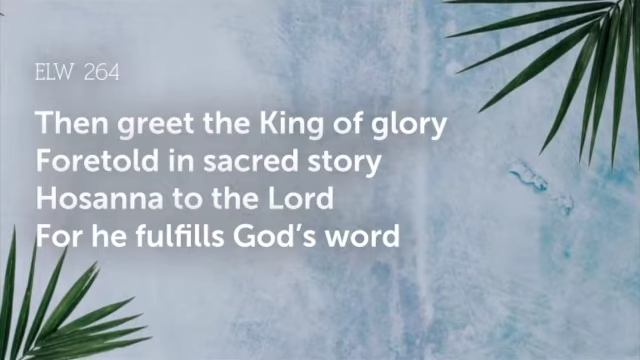 ELW 264
Then greet the King of glory
Foretold in sacred story
Hosanna to the Lord
For he fulfills God’s word